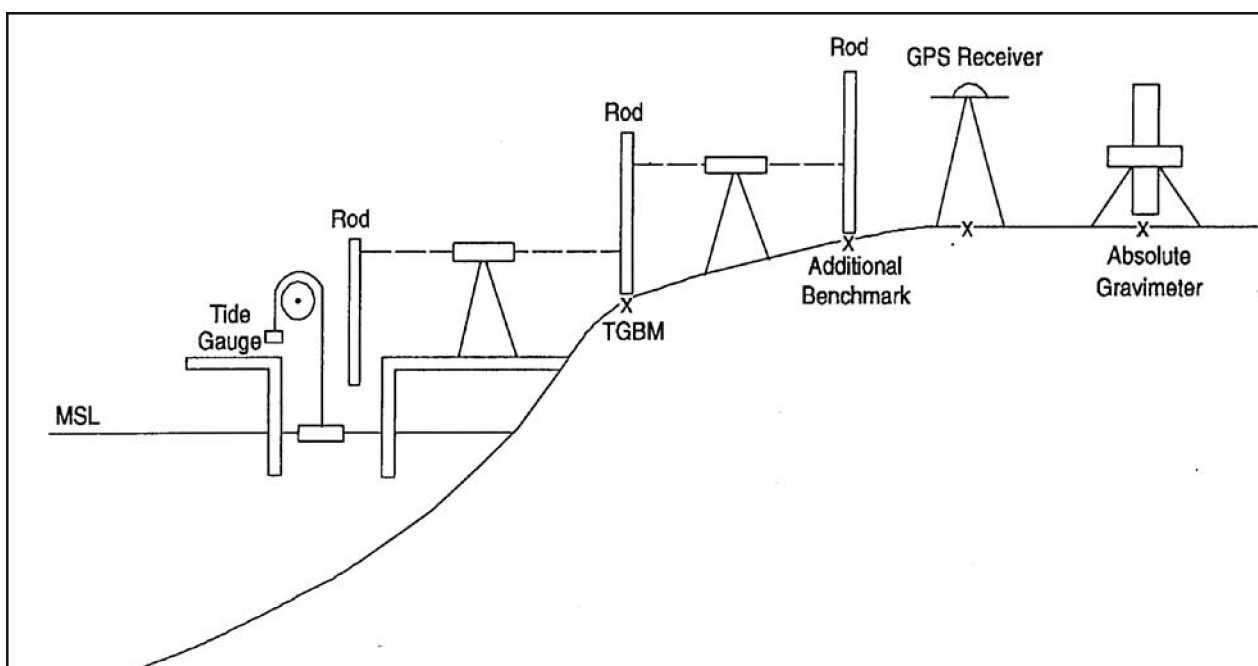 Rod
GPS Receiver
Rod
Rod
Tide
Gauge
TGBM
Additional
Benchmark
Absolute
Gravimeter
MSL